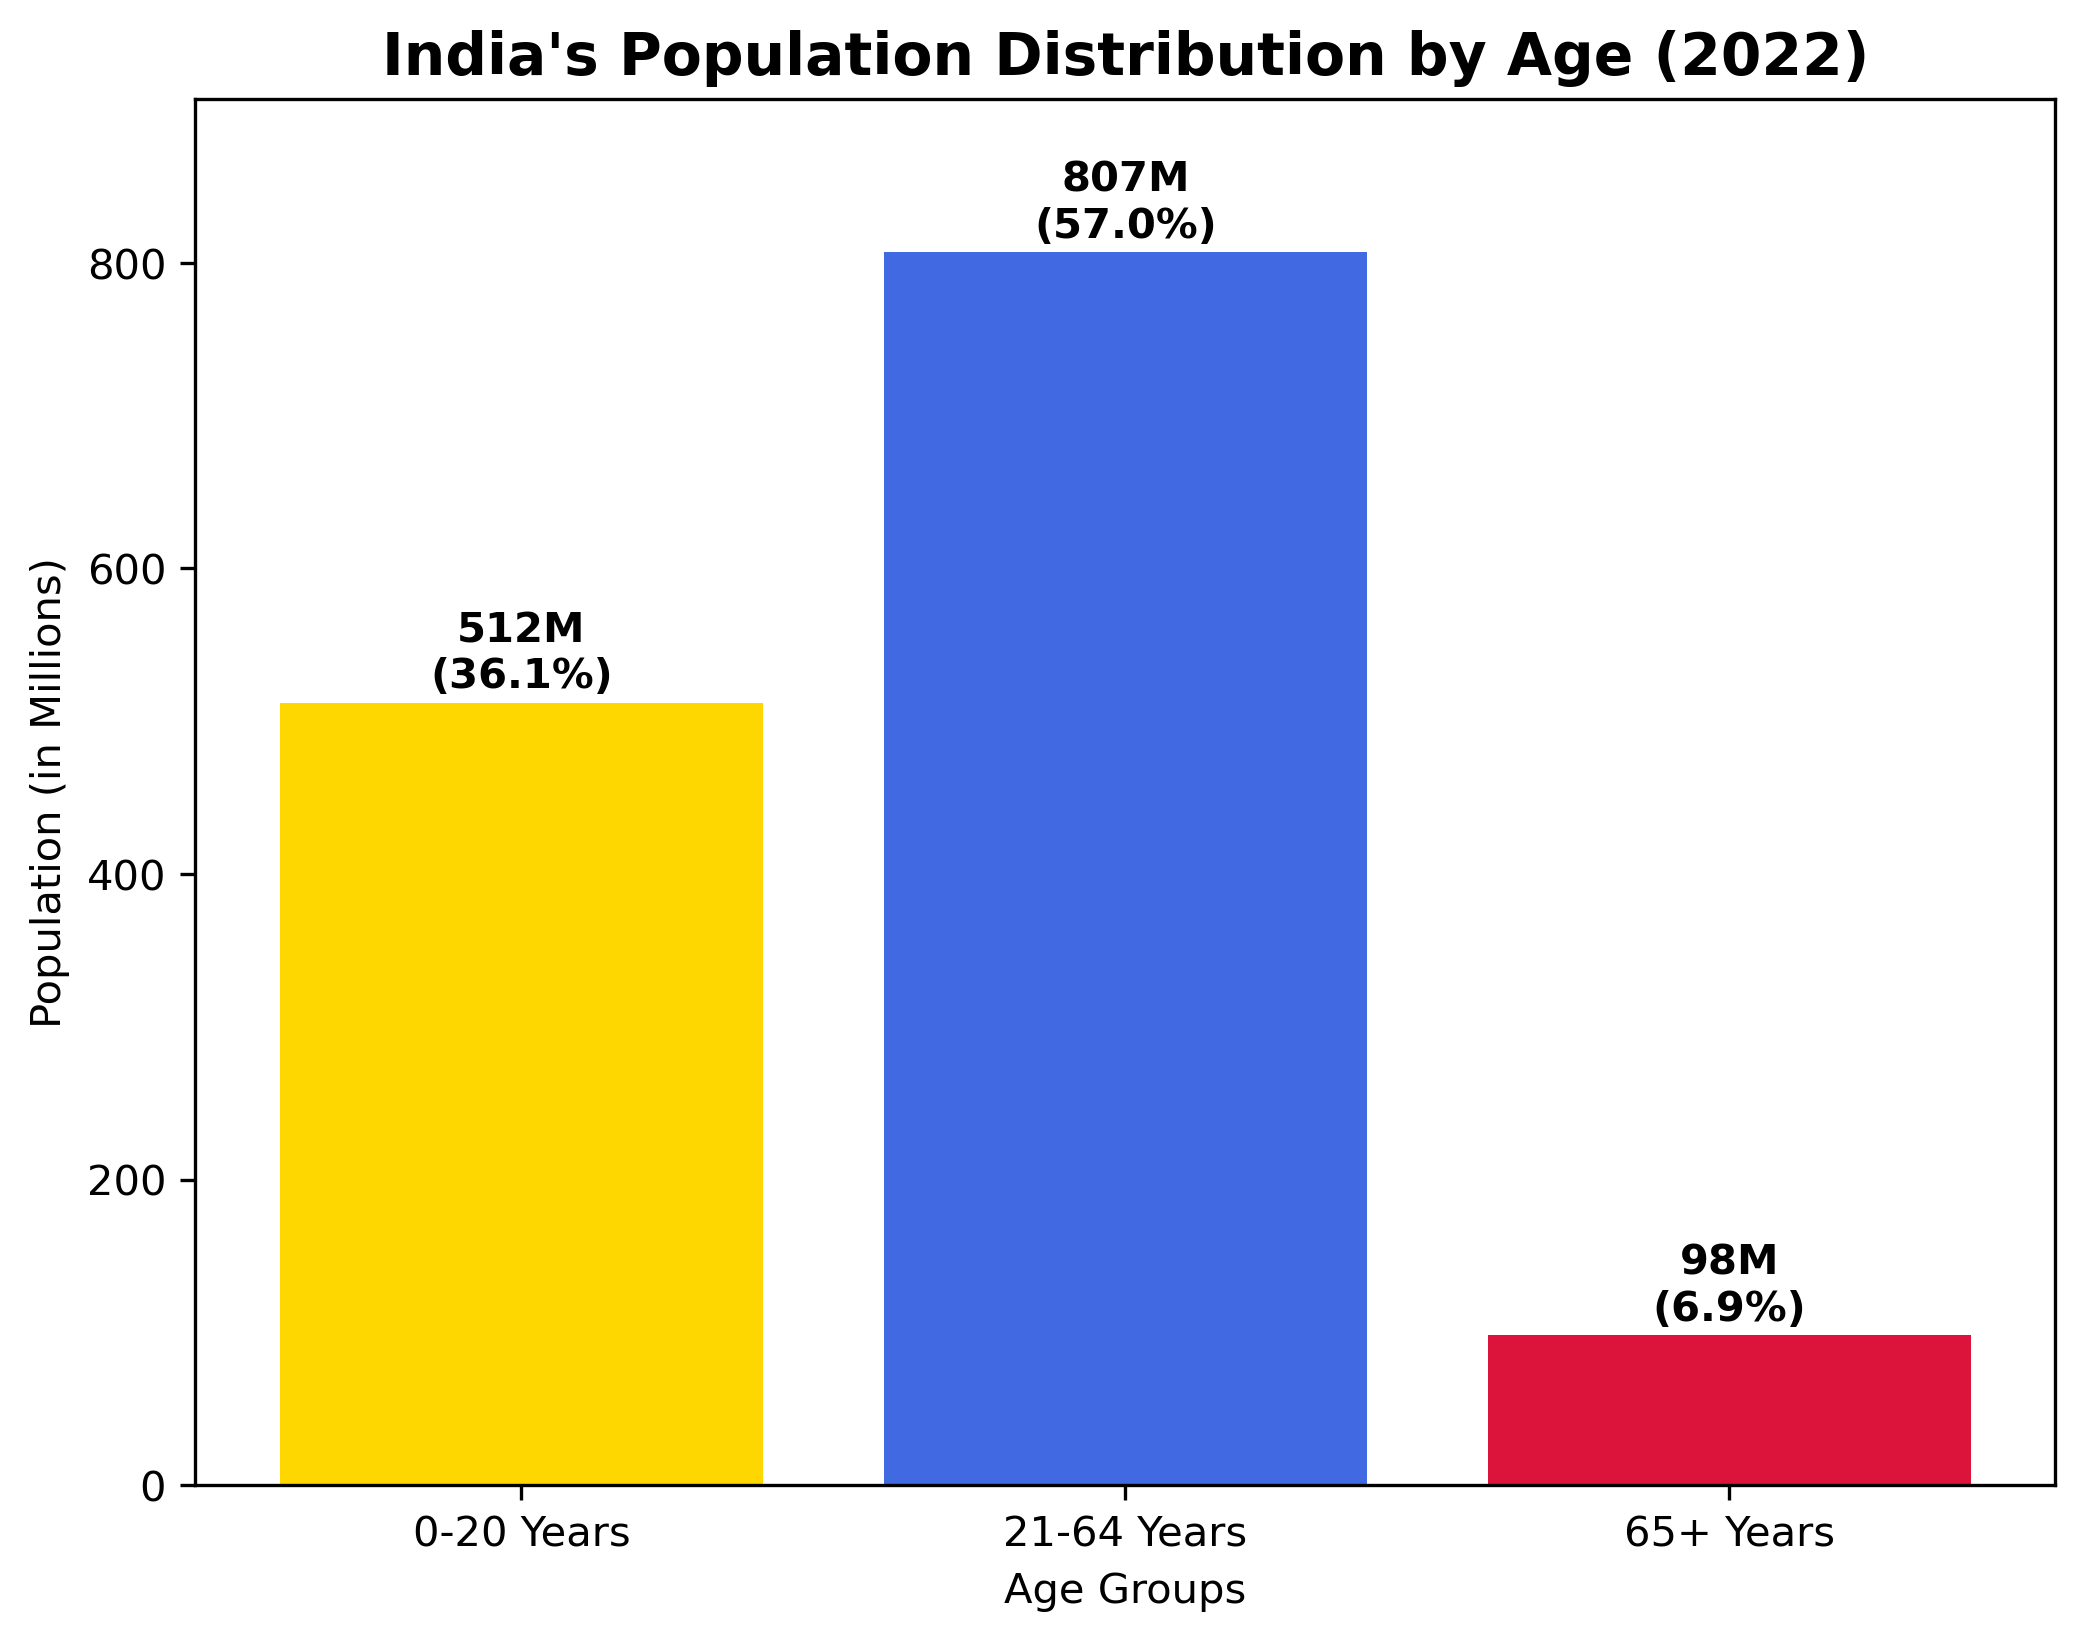 India's Population Distribution by Age (2022)
807M
(57.0%)
800
600
512M
(36.1%)
Population (in Millions)
400
200
98M
(6.9%)
0
0-20 Years
21-64 Years
65+ Years
Age Groups